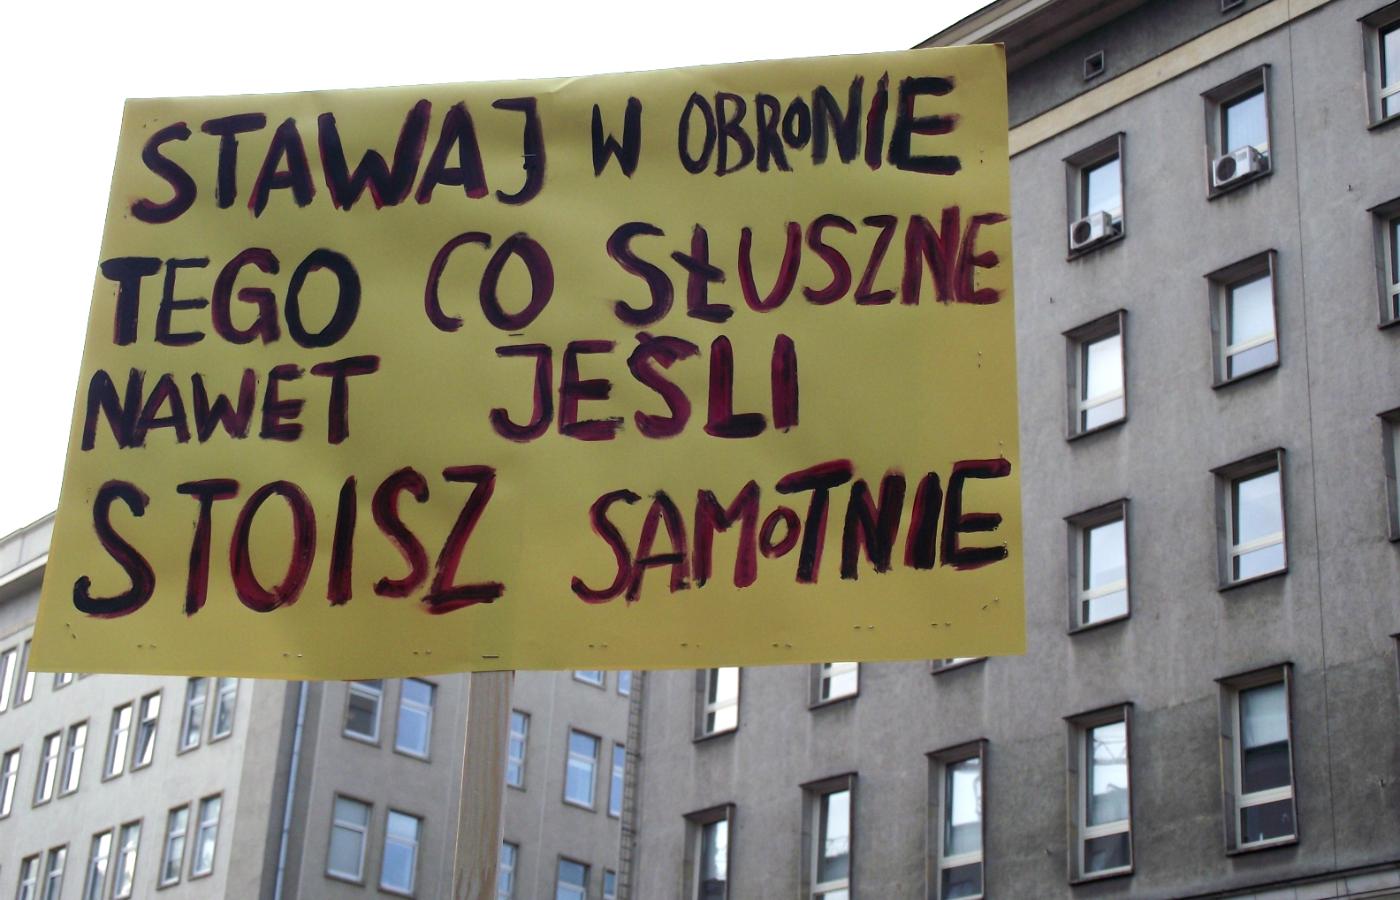 STAWAJ W OBRONIE
TEGO CO SŁUSZNE
NAWET JEŚLI
STOISZ SAMOTNIE